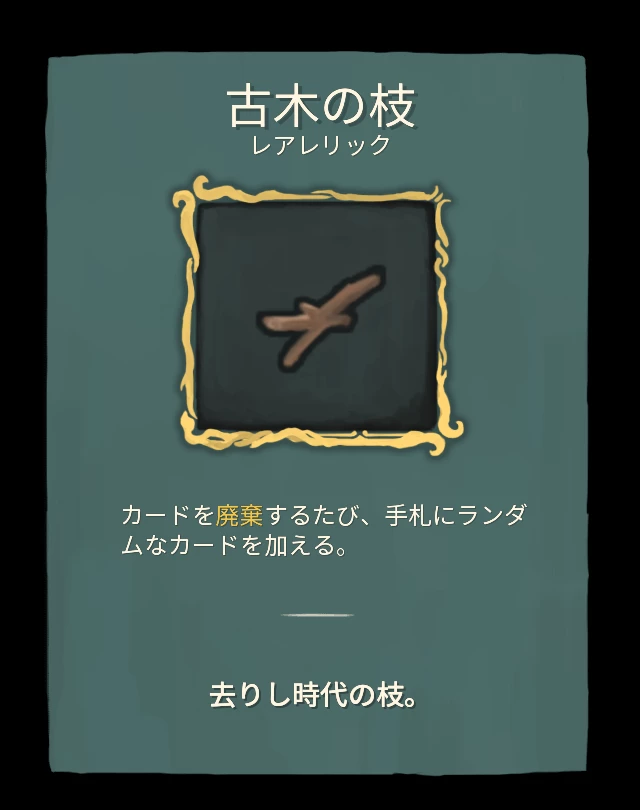 古木の枝
レアレリック
カードを廃棄するたび、手札にランダ
ムなカードを加える。
去りし時代の枝。